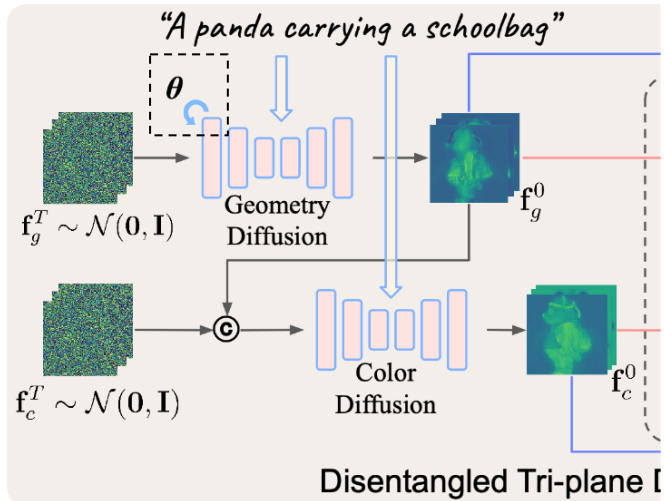 “A panda carrying a schoolbag”
θ
f_g^T ∼ N(0, I)
Geometry
Diffusion
f_g^0
C
f_c^T ∼ N(0, I)
Color
Diffusion
f_c^0
Disentangled Tri-plane D